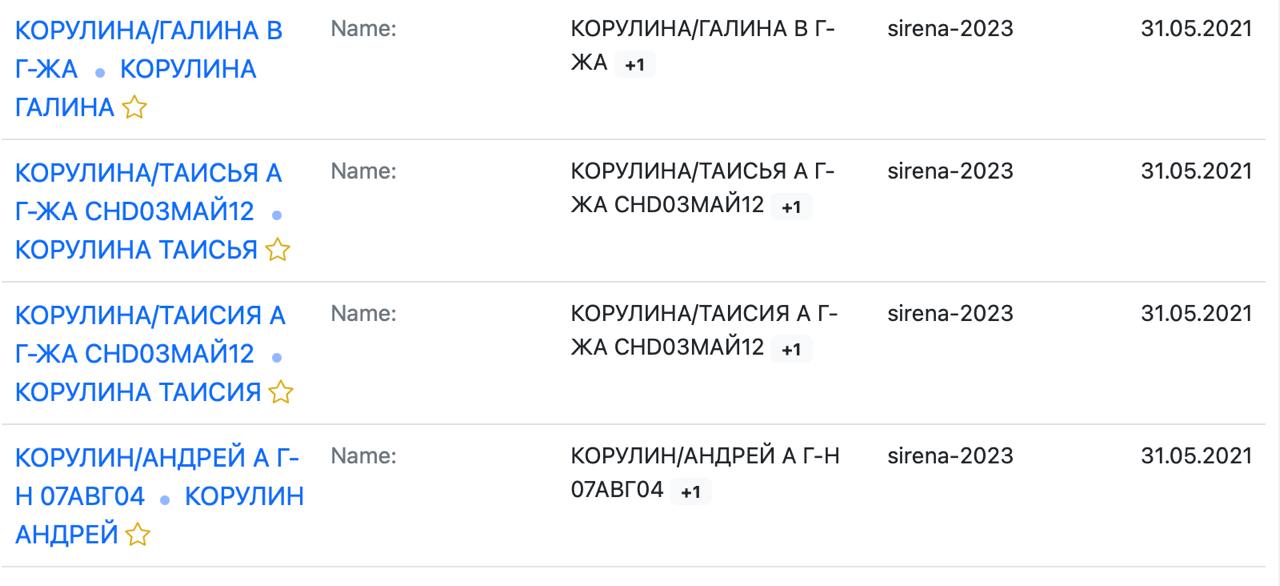 КОРУЛИНА/ГАЛИНА В Г-ЖА • КОРУЛИНА ГАЛИНА
Name:
КОРУЛИНА/ГАЛИНА В Г-ЖА +1
sirena-2023
31.05.2021
КОРУЛИНА/ТАИСЬЯ А Г-ЖА CHD03МАЙ12 • КОРУЛИНА ТАИСЬЯ
Name:
КОРУЛИНА/ТАИСЬЯ А Г-ЖА CHD03МАЙ12 +1
sirena-2023
31.05.2021
КОРУЛИНА/ТАИСИЯ А Г-ЖА CHD03МАЙ12 • КОРУЛИНА ТАИСИЯ
Name:
КОРУЛИНА/ТАИСИЯ А Г-ЖА CHD03МАЙ12 +1
sirena-2023
31.05.2021
КОРУЛИН/АНДРЕЙ А Г-Н 07АВГ04 • КОРУЛИН АНДРЕЙ
Name:
КОРУЛИН/АНДРЕЙ А Г-Н 07АВГ04 +1
sirena-2023
31.05.2021